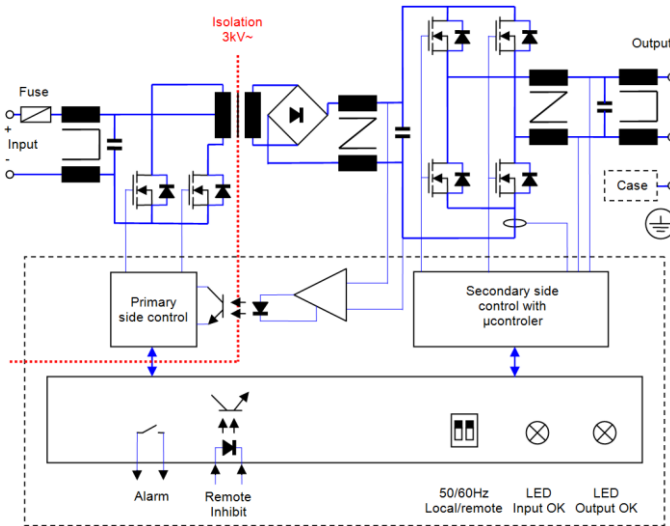 Isolation
3kV~
Output
Fuse
+
Input
-
Case
Primary
side control
Secondary side
control with
µcontroler
Alarm
Remote
Inhibit
50/60Hz
Local/remote
LED
Input OK
LED
Output OK